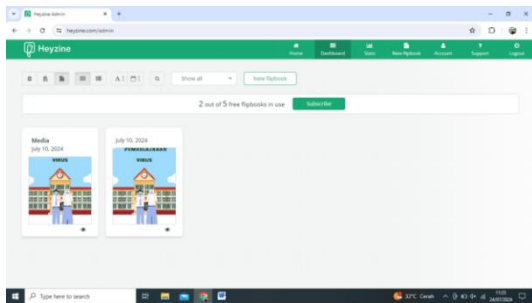 Heyzine Admin
heyzine.com/admin
Heyzine
Home
Dashboard
Stats
New Flipbook
Account
Support
Logout
Show all
New Flipbook
2 out of 5 free flipbooks in use
Subscribe
Media
July 10, 2024
VIRUS
July 10, 2024
PEMBELAJARAN
VIRUS
Type here to search
32°C Cerah
11:25
24/07/2024